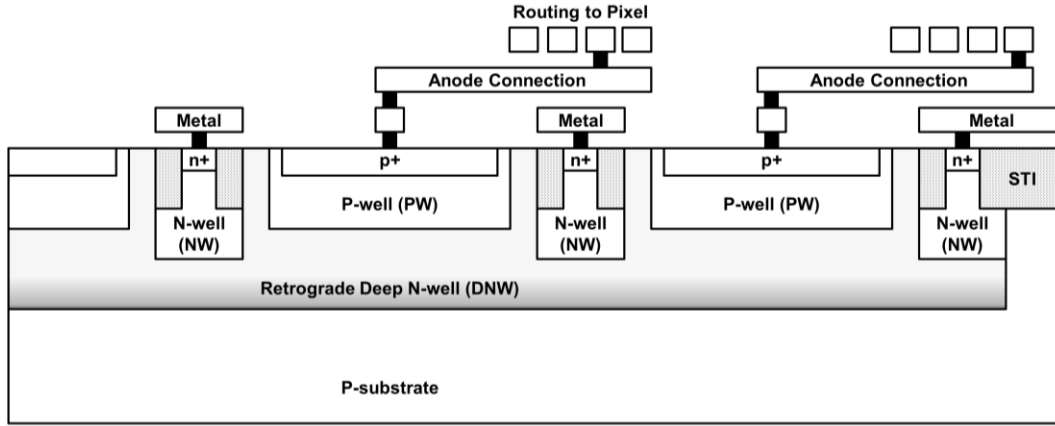 Routing to Pixel
Anode Connection
Anode Connection
Metal
Metal
Metal
n+
p+
n+
p+
n+
STI
P-well (PW)
P-well (PW)
N-well
(NW)
N-well
(NW)
N-well
(NW)
Retrograde Deep N-well (DNW)
P-substrate